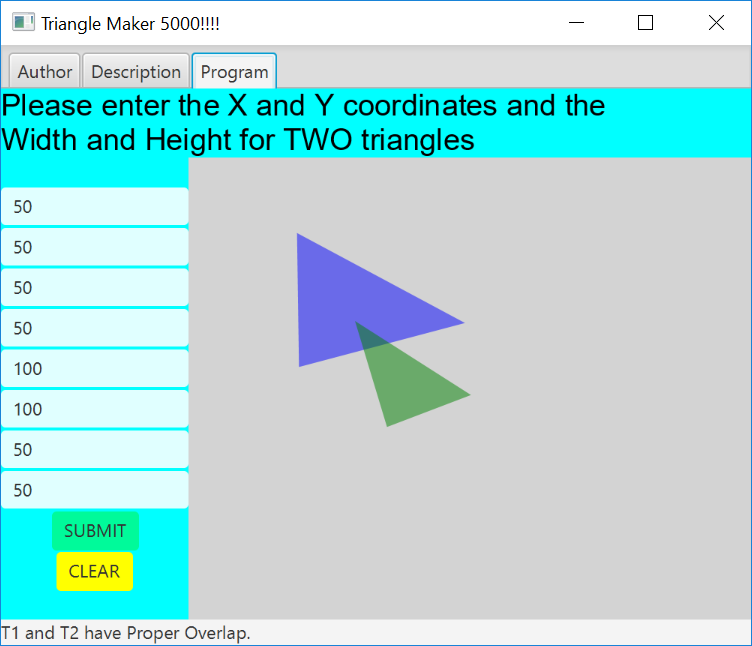 Triangle Maker 5000!!!!
Author Description Program
Please enter the X and Y coordinates and the
Width and Height for TWO triangles
50
50
50
50
100
100
50
50
SUBMIT
CLEAR
T1 and T2 have Proper Overlap.